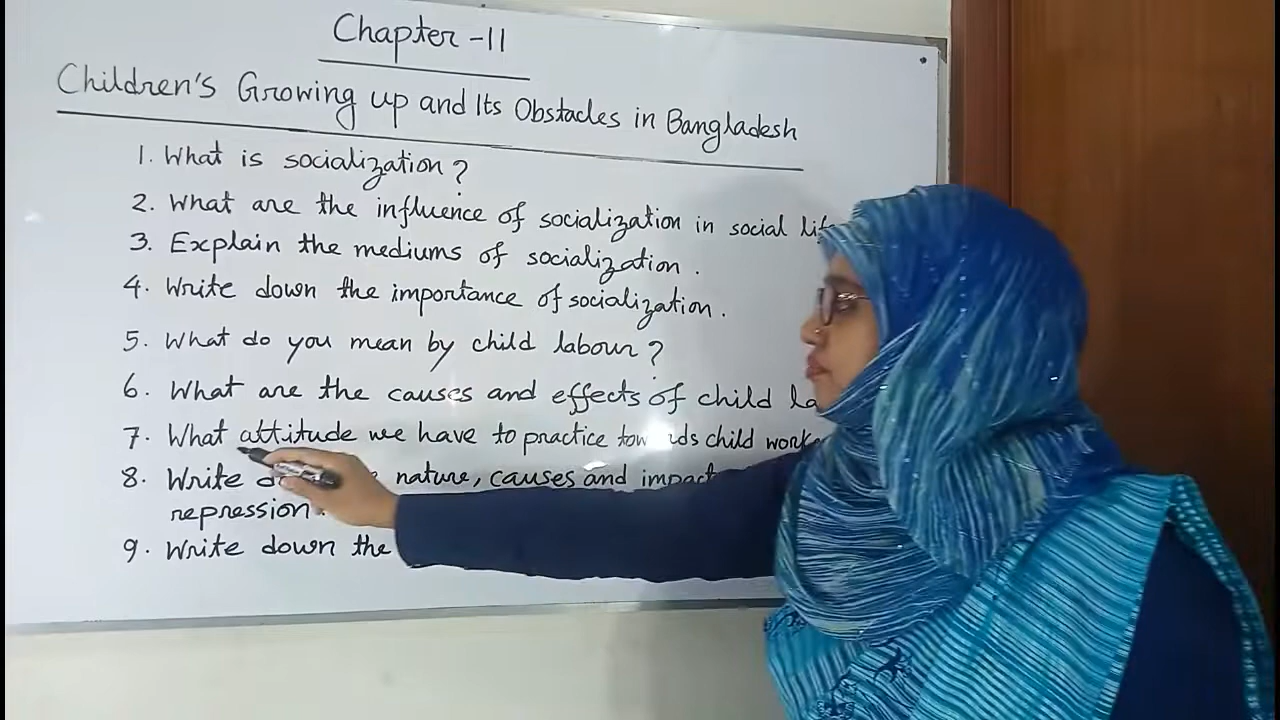 Chapter -11
Children's Growing up and Its Obstacles in Bangladesh
1. What is socialization?
2. What are the influence of socialization in social
3. Explain the mediums of socialization.
4. Write down the importance of socialization.
5. What do you mean by child labour?
6. What are the causes and effects of child
7. What attitude we have to practice child
8. Write nature, causes and impact
repression.
9. Write down the